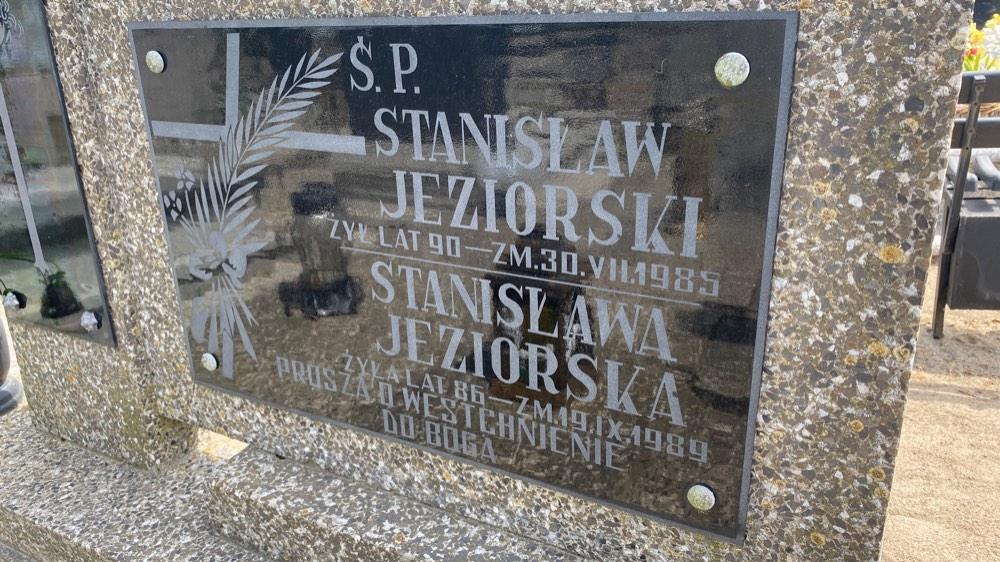 Ś. P.
STANISŁAW
JEZIORSKI
ŻYŁ LAT 90 — ZM. 30. VII. 1985
STANISŁAWA
JEZIORSKA
ŻYŁA LAT 86 — ZM 19. IX. 1989
PROSZĄ O WESTCHNIENIE
DO BOGA